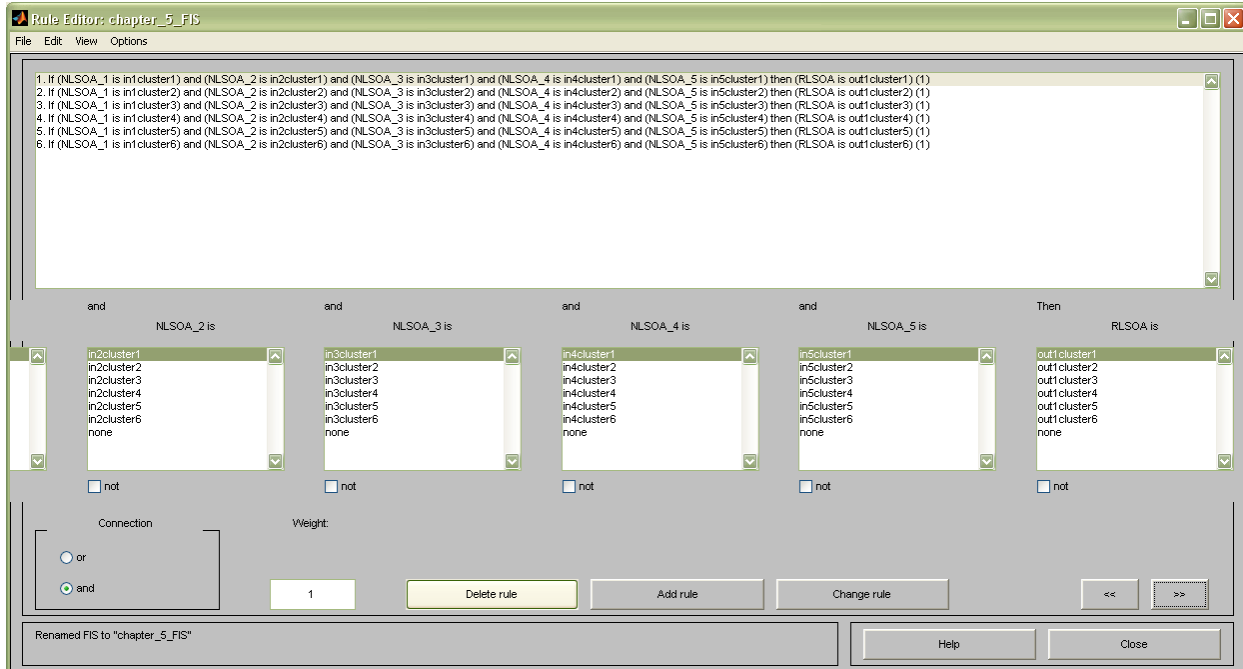 Rule Editor: chapter_5_FIS
File Edit View Options
1. If (NLSOA_1 is in1cluster1) and (NLSOA_2 is in2cluster1) and (NLSOA_3 is in3cluster1) and (NLSOA_4 is in4cluster1) and (NLSOA_5 is in5cluster1) then (RLSOA is out1cluster1) (1)
2. If (NLSOA_1 is in1cluster2) and (NLSOA_2 is in2cluster2) and (NLSOA_3 is in3cluster2) and (NLSOA_4 is in4cluster2) and (NLSOA_5 is in5cluster2) then (RLSOA is out1cluster2) (1)
3. If (NLSOA_1 is in1cluster3) and (NLSOA_2 is in2cluster3) and (NLSOA_3 is in3cluster3) and (NLSOA_4 is in4cluster3) and (NLSOA_5 is in5cluster3) then (RLSOA is out1cluster3) (1)
4. If (NLSOA_1 is in1cluster4) and (NLSOA_2 is in2cluster4) and (NLSOA_3 is in3cluster4) and (NLSOA_4 is in4cluster4) and (NLSOA_5 is in5cluster4) then (RLSOA is out1cluster4) (1)
5. If (NLSOA_1 is in1cluster5) and (NLSOA_2 is in2cluster5) and (NLSOA_3 is in3cluster5) and (NLSOA_4 is in4cluster5) and (NLSOA_5 is in5cluster5) then (RLSOA is out1cluster5) (1)
6. If (NLSOA_1 is in1cluster6) and (NLSOA_2 is in2cluster6) and (NLSOA_3 is in3cluster6) and (NLSOA_4 is in4cluster6) and (NLSOA_5 is in5cluster6) then (RLSOA is out1cluster6) (1)
and and and and Then
NLSOA_2 is NLSOA_3 is NLSOA_4 is NLSOA_5 is RLSOA is
in2cluster1 in3cluster1 in4cluster1 in5cluster1 out1cluster1
in2cluster2 in3cluster2 in4cluster2 in5cluster2 out1cluster2
in2cluster3 in3cluster3 in4cluster3 in5cluster3 out1cluster3
in2cluster4 in3cluster4 in4cluster4 in5cluster4 out1cluster4
in2cluster5 in3cluster5 in4cluster5 in5cluster5 out1cluster5
in2cluster6 in3cluster6 in4cluster6 in5cluster6 out1cluster6
none none none none none
not not not not not
Connection Weight:
or
and 1 Delete rule Add rule Change rule << >>
Renamed FIS to "chapter_5_FIS" Help Close